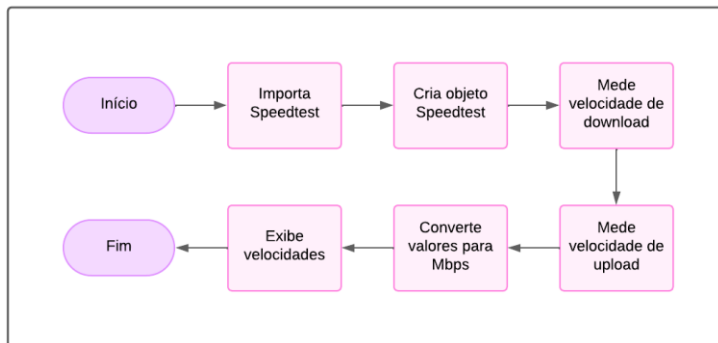 Início
Importa
Speedtest
Cria objeto
Speedtest
Mede
velocidade de
download
Mede
velocidade de
upload
Converte
valores para
Mbps
Exibe
velocidades
Fim